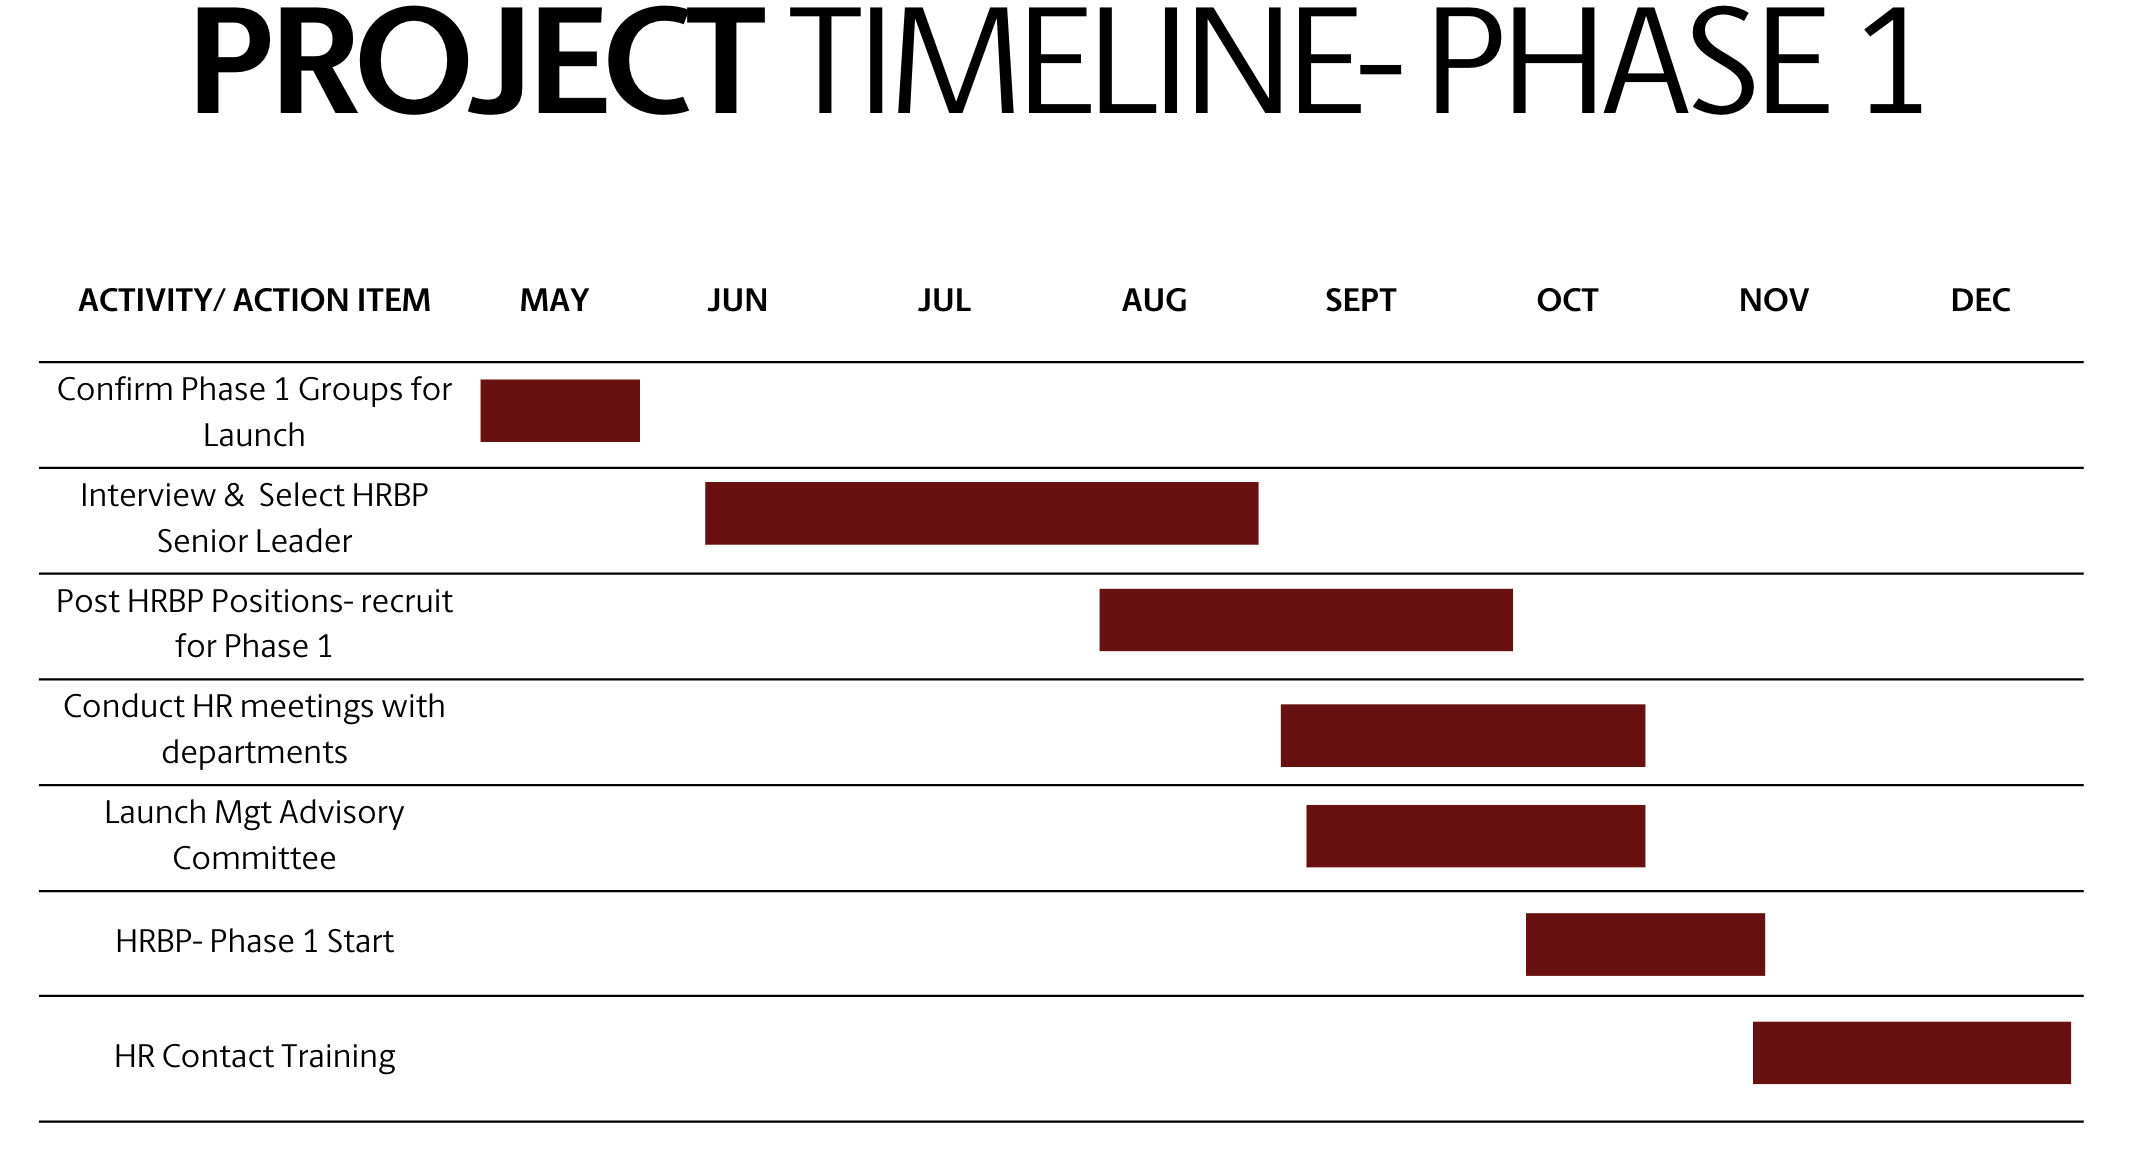 PROJECT TIMELINE- PHASE 1
ACTIVITY/ ACTION ITEM MAY JUN JUL AUG SEPT OCT NOV DEC
Confirm Phase 1 Groups for
Launch
Interview &  Select HRBP
Senior Leader
Post HRBP Positions- recruit
for Phase 1
Conduct HR meetings with
departments
Launch Mgt Advisory
Committee
HRBP- Phase 1 Start
HR Contact Training